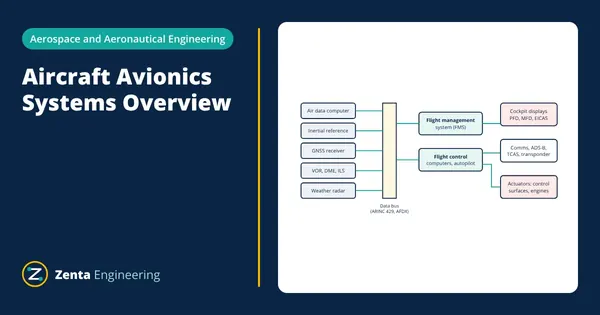 Aerospace and Aeronautical Engineering
Aircraft Avionics
Systems Overview
Zenta Engineering
Air data computer
Inertial reference
GNSS receiver
VOR, DME, ILS
Weather radar
Data bus
(ARINC 429, AFDX)
Flight management
system (FMS)
Flight control
computers, autopilot
Cockpit displays
PFD, MFD, EICAS
Comms, ADS-B,
TCAS, transponder
Actuators: control
surfaces, engines